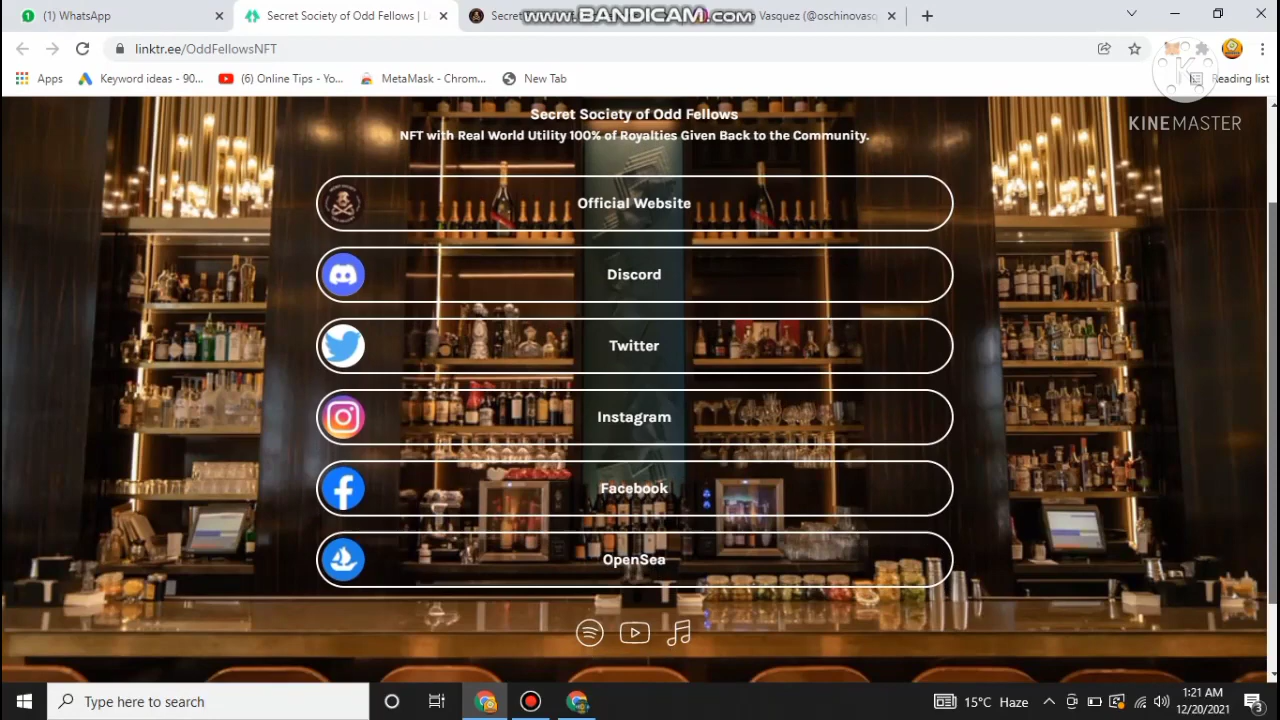 (1) WhatsApp
Secret Society of Odd Fellows | L
Secret
www.BANDICAM.com
Vasquez (@oschinovasq
linktr.ee/OddFellowsNFT
Apps
Keyword ideas - 90...
(6) Online Tips - Yo...
MetaMask - Chrom...
New Tab
Reading list
KINEMASTER
Secret Society of Odd Fellows
NFT with Real World Utility 100% of Royalties Given Back to the Community.
Official Website
Discord
Twitter
Instagram
Facebook
OpenSea
Type here to search
15°C Haze
1:21 AM
12/20/2021
3